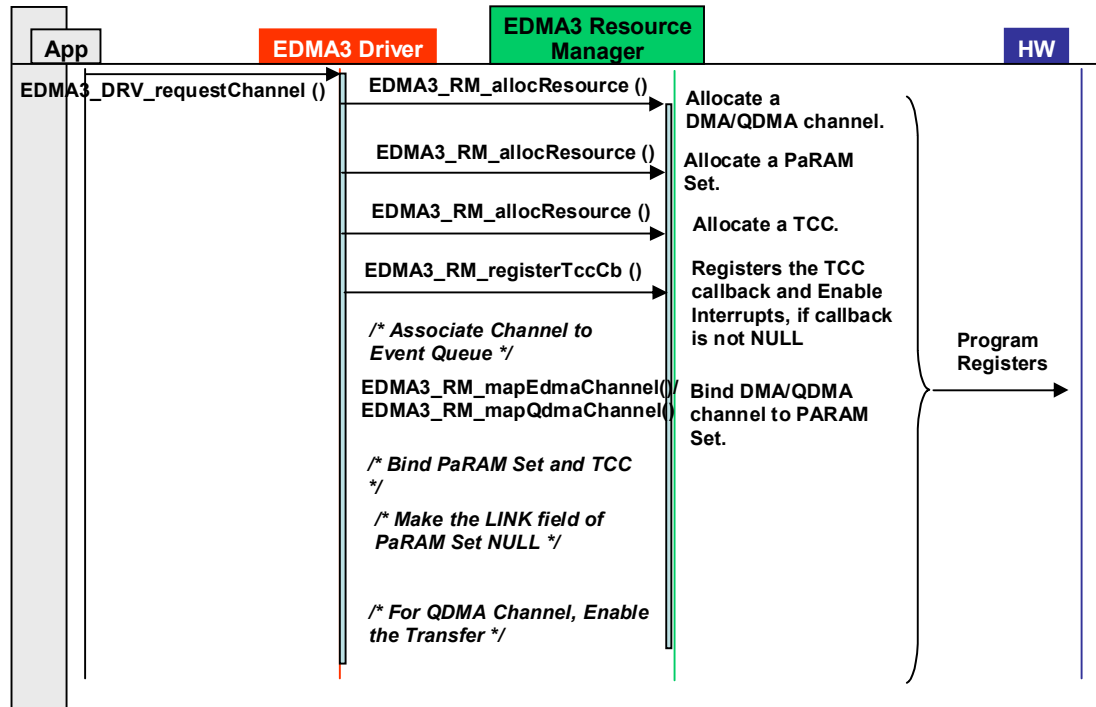 App
EDMA3 Driver
EDMA3 Resource
Manager
HW
EDMA3_DRV_requestChannel ()
EDMA3_RM_allocResource ()
Allocate a
DMA/QDMA channel.
EDMA3_RM_allocResource ()
Allocate a PaRAM
Set.
EDMA3_RM_allocResource ()
Allocate a TCC.
EDMA3_RM_registerTccCb ()
Registers the TCC
callback and Enable
Interrupts, if callback
is not NULL
/* Associate Channel to
Event Queue */
Program
Registers
EDMA3_RM_mapEdmaChannel()/
EDMA3_RM_mapQdmaChannel()
Bind DMA/QDMA
channel to PARAM
Set.
/* Bind PaRAM Set and TCC
*/
/* Make the LINK field of
PaRAM Set NULL */
/* For QDMA Channel, Enable
the Transfer */